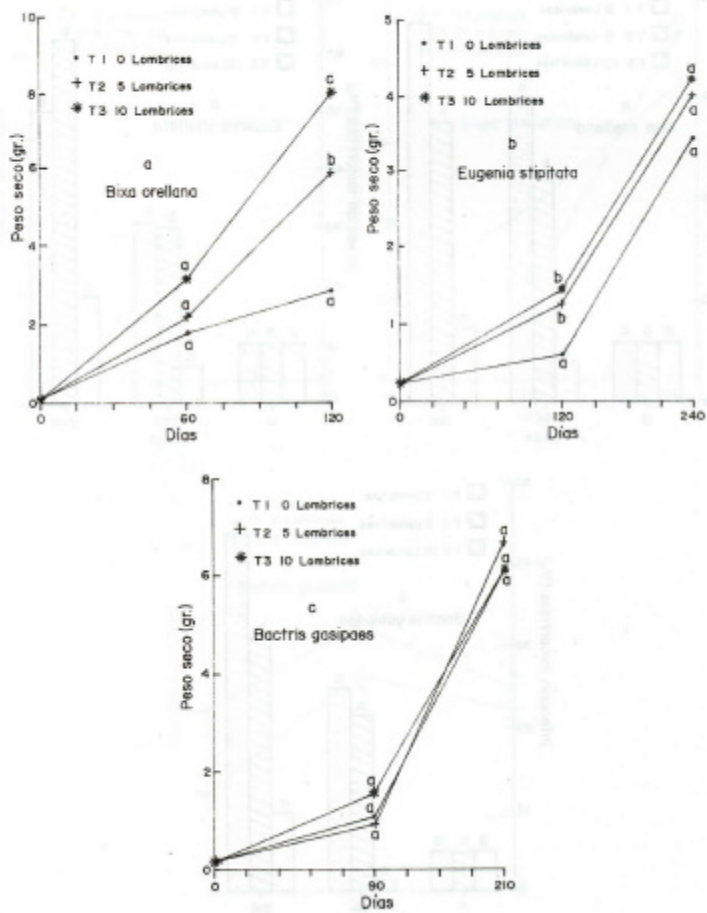 10
8
6
4
2
0
Peso seco (gr.)
T1 0 Lombrices
T2 5 Lombrices
T3 10 Lombrices
a
Bixa orellana
c
b
a
a
a
a
0
60
120
Días
5
4
3
2
1
0
Peso seco (gr.)
T1 0 Lombrices
T2 5 Lombrices
T3 10 Lombrices
b
Eugenia stipitata
a
a
a
b
b
a
0
120
240
Días
8
6
4
2
0
Peso seco (gr.)
T1 0 Lombrices
T2 5 Lombrices
T3 10 Lombrices
c
Bactris gasipaes
a
a
a
a
a
a
0
90
210
Días